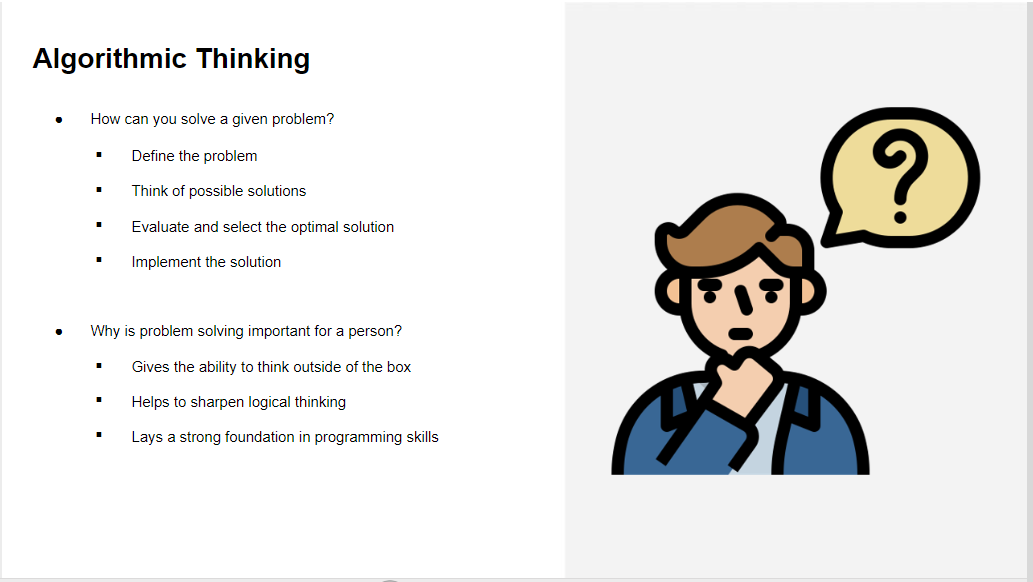 Algorithmic Thinking
● How can you solve a given problem?
▪ Define the problem
▪ Think of possible solutions
▪ Evaluate and select the optimal solution
▪ Implement the solution
● Why is problem solving important for a person?
▪ Gives the ability to think outside of the box
▪ Helps to sharpen logical thinking
▪ Lays a strong foundation in programming skills
?